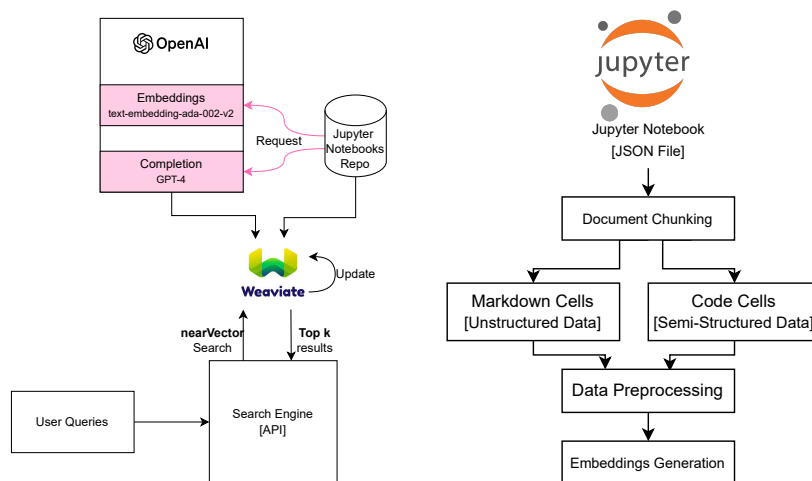 OpenAI
Embeddings
text-embedding-ada-002-v2
Completion
GPT-4
Request
Jupyter
Notebooks
Repo
Weaviate
Update
nearVector
Search
Top k
results
User Queries
Search Engine
[API]
jupyter
Jupyter Notebook
[JSON File]
Document Chunking
Markdown Cells
[Unstructured Data]
Code Cells
[Semi-Structured Data]
Data Preprocessing
Embeddings Generation